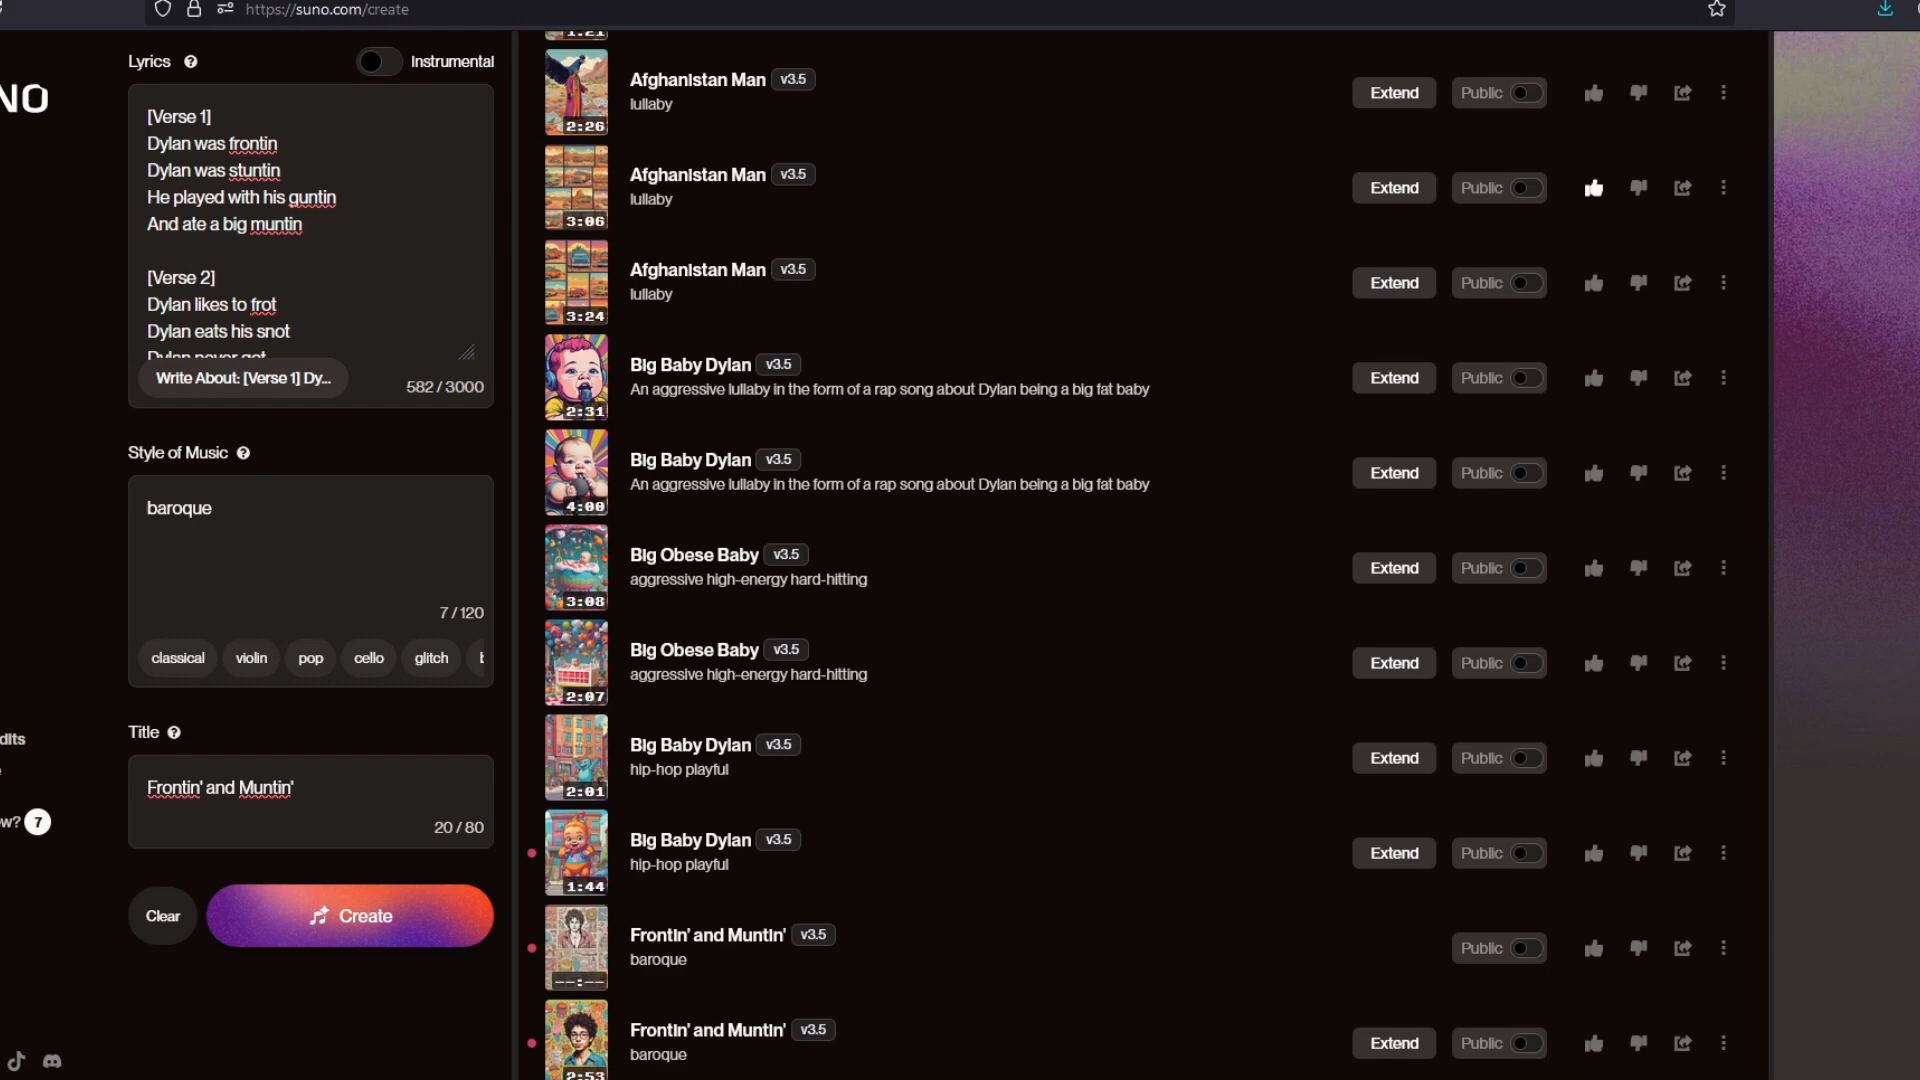 https://suno.com/create
NO
dits
w? 7
Lyrics
Instrumental
[Verse 1]
Dylan was frontin
Dylan was stuntin
He played with his guntin
And ate a big muntin
[Verse 2]
Dylan likes to frot
Dylan eats his snot
Dylan never got
Write About: [Verse 1] Dy...
582 / 3000
Style of Music
baroque
7 / 120
classical violin pop cello glitch
Title
Frontin' and Muntin'
20 / 80
Clear
Create
1:21
Afghanistan Man v3.5
lullaby
2:26
Extend Public
Afghanistan Man v3.5
lullaby
3:06
Extend Public
Afghanistan Man v3.5
lullaby
3:24
Extend Public
Big Baby Dylan v3.5
An aggressive lullaby in the form of a rap song about Dylan being a big fat baby
2:31
Extend Public
Big Baby Dylan v3.5
An aggressive lullaby in the form of a rap song about Dylan being a big fat baby
4:00
Extend Public
Big Obese Baby v3.5
aggressive high-energy hard-hitting
3:08
Extend Public
Big Obese Baby v3.5
aggressive high-energy hard-hitting
2:07
Extend Public
Big Baby Dylan v3.5
hip-hop playful
2:01
Extend Public
Big Baby Dylan v3.5
hip-hop playful
1:44
Extend Public
Frontin' and Muntin' v3.5
baroque
--:--
Public
Frontin' and Muntin' v3.5
baroque
2:53
Extend Public